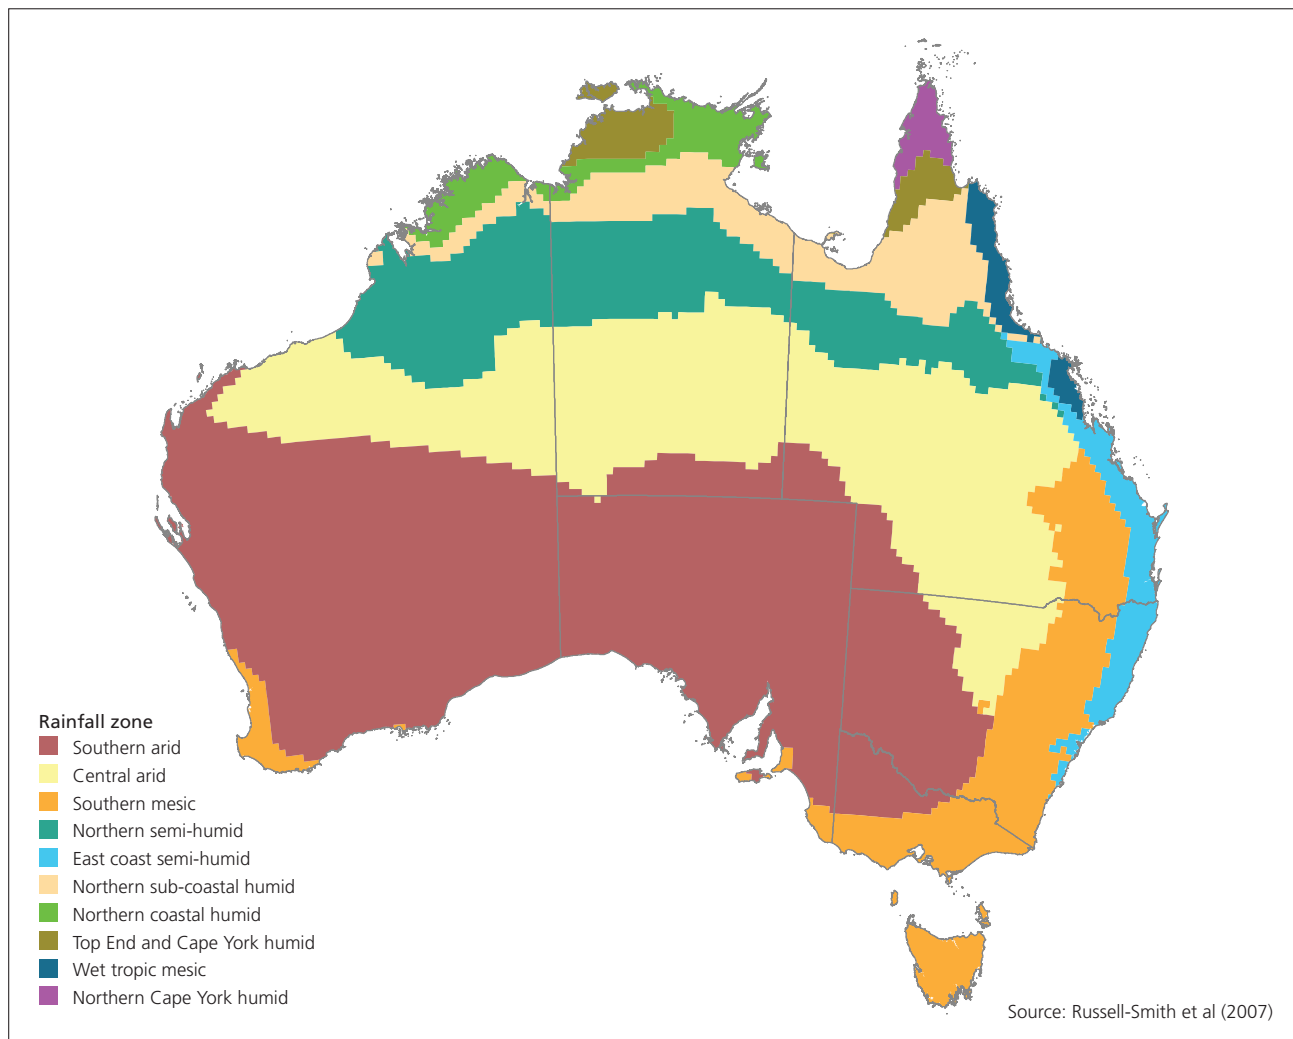 Rainfall zone
Southern arid
Central arid
Southern mesic
Northern semi-humid
East coast semi-humid
Northern sub-coastal humid
Northern coastal humid
Top End and Cape York humid
Wet tropic mesic
Northern Cape York humid
Source: Russell-Smith et al (2007)